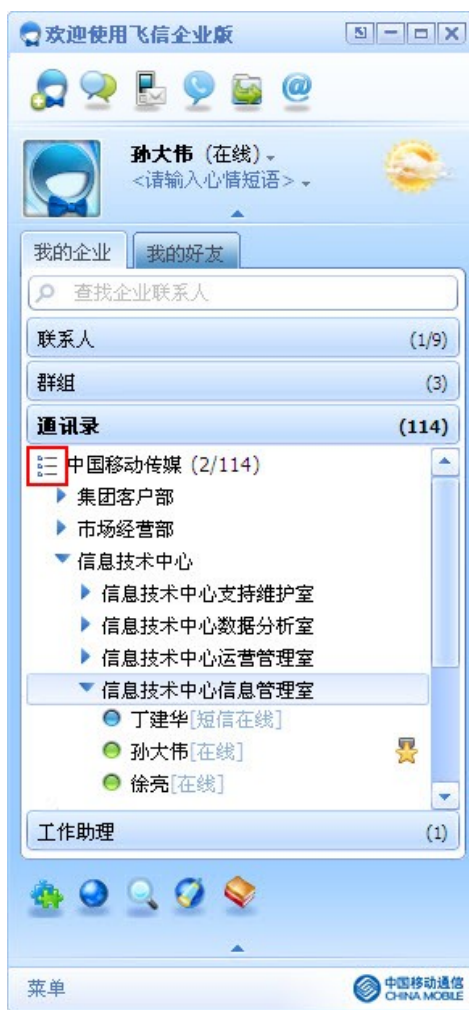 欢迎使用飞信企业版
孙大伟 (在线)
<请输入心情短语>
我的企业 我的好友
查找企业联系人
联系人 (1/9)
群组 (3)
通讯录 (114)
中国移动传媒 (2/114)
集团客户部
市场经营部
信息技术中心
信息技术中心支持维护室
信息技术中心数据分析室
信息技术中心运营管理室
信息技术中心信息管理室
丁建华[短信在线]
孙大伟[在线]
徐亮[在线]
工作助理 (1)
菜单 中国移动通信
CHINA MOBILE